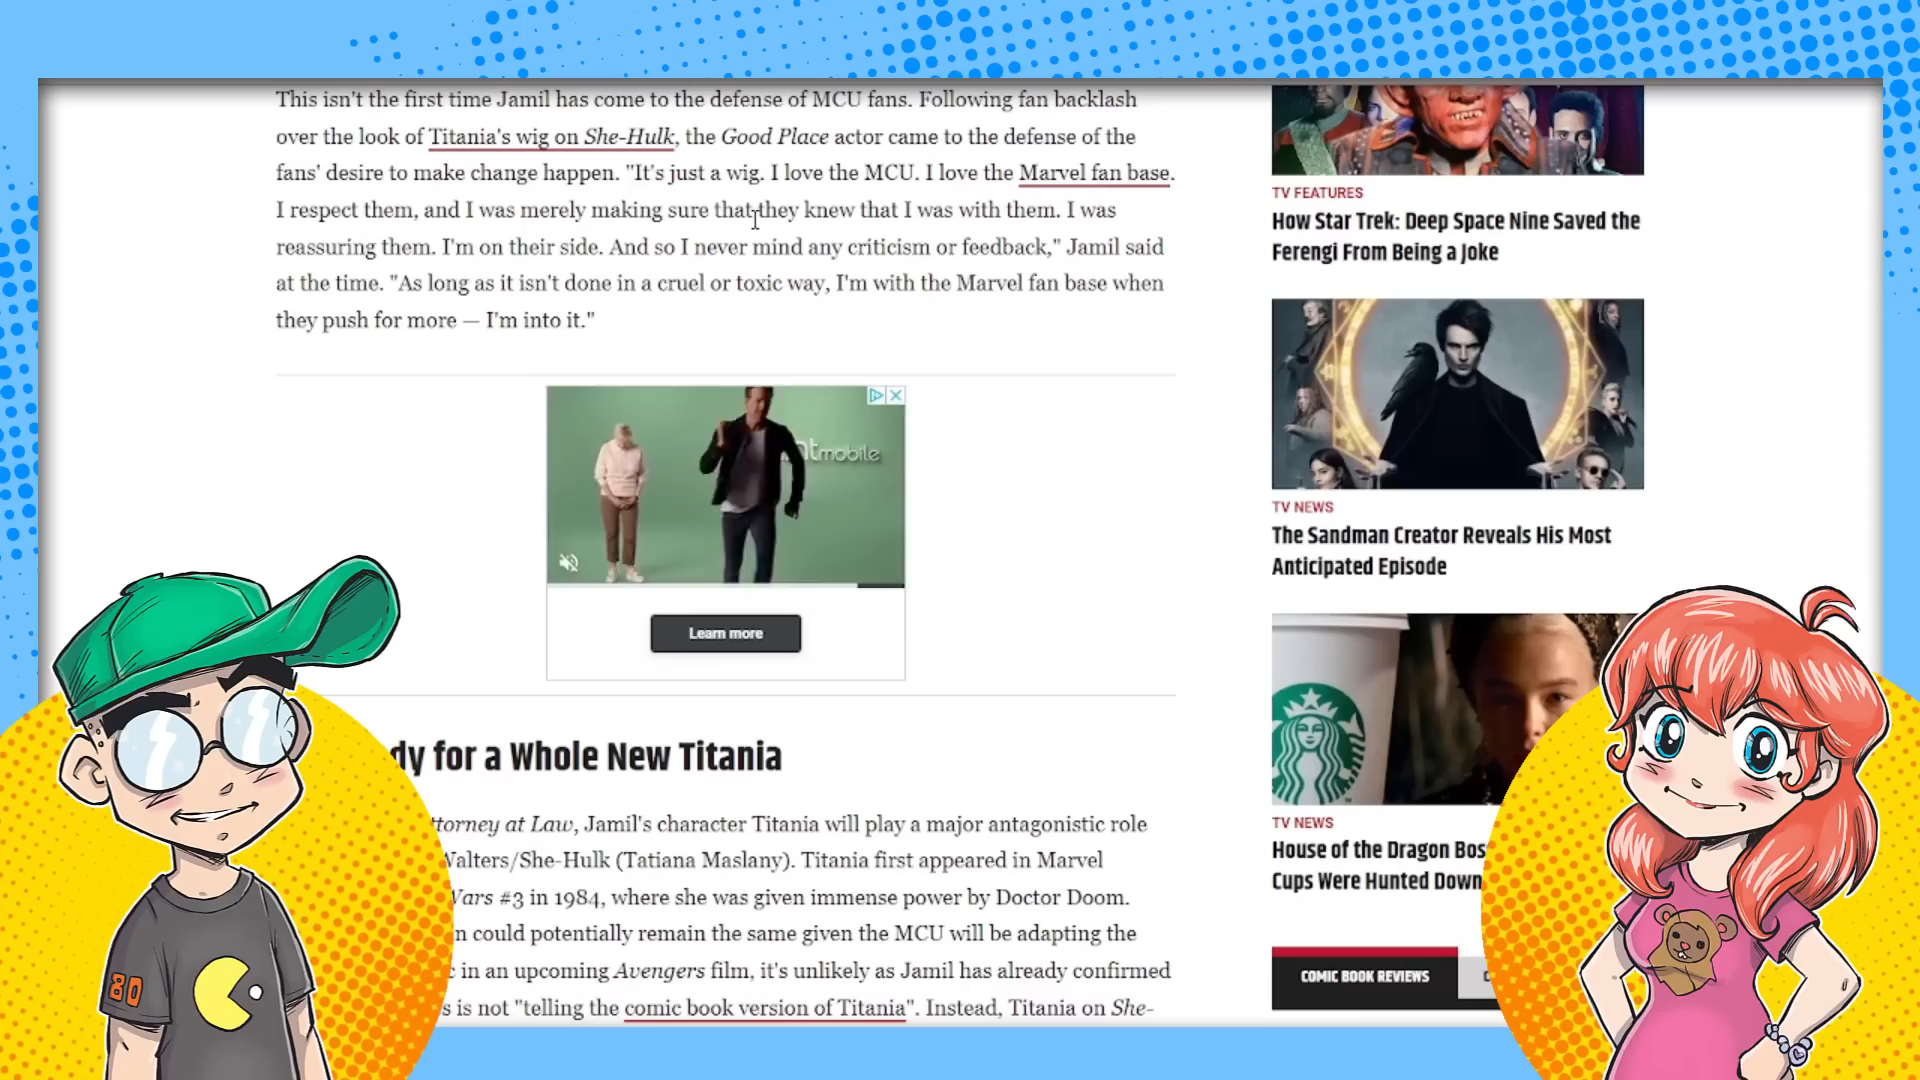 This isn't the first time Jamil has come to the defense of MCU fans. Following fan backlash
over the look of Titania's wig on She-Hulk, the Good Place actor came to the defense of the
fans' desire to make change happen. "It's just a wig. I love the MCU. I love the Marvel fan base.
I respect them, and I was merely making sure that they knew that I was with them. I was
reassuring them. I'm on their side. And so I never mind any criticism or feedback," Jamil said
at the time. "As long as it isn't done in a cruel or toxic way, I'm with the Marvel fan base when
they push for more — I'm into it."
mobile
Learn more
for a Whole New Titania
at Law, Jamil's character Titania will play a major antagonistic role
Walters/She-Hulk (Tatiana Maslany). Titania first appeared in Marvel
Wars #3 in 1984, where she was given immense power by Doctor Doom.
could potentially remain the same given the MCU will be adapting the
in an upcoming Avengers film, it's unlikely as Jamil has already confirmed
is not "telling the comic book version of Titania". Instead, Titania on She-
TV FEATURES
How Star Trek: Deep Space Nine Saved the
Ferengi From Being a Joke
TV NEWS
The Sandman Creator Reveals His Most
Anticipated Episode
TV NEWS
House of the Dragon
Cups Were Hunted Down
COMIC BOOK REVIEWS
80